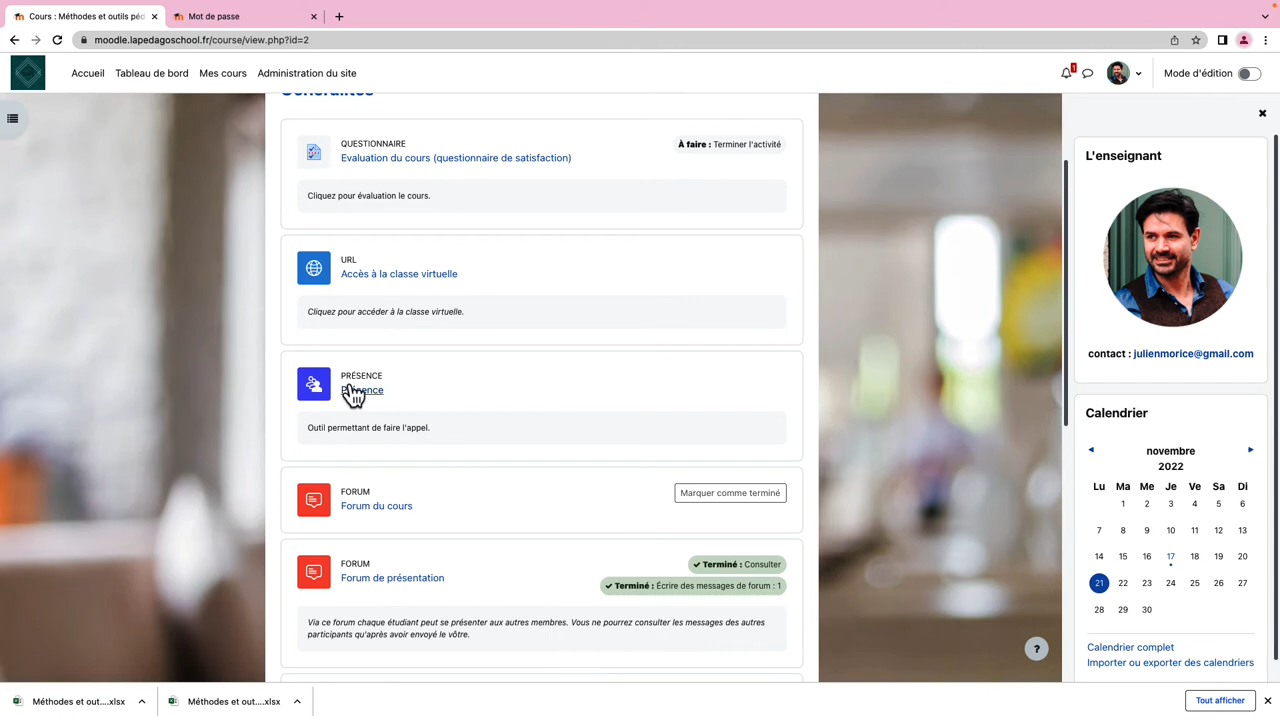 Cours : Méthodes et outils péd
Mot de passe
moodle.lapedagoschool.fr/course/view.php?id=2
Accueil
Tableau de bord
Mes cours
Administration du site
1
Mode d'édition
Généralités
QUESTIONNAIRE
Evaluation du cours (questionnaire de satisfaction)
À faire : Terminer l'activité
Cliquez pour évaluation le cours.
URL
Accès à la classe virtuelle
Cliquez pour accéder à la classe virtuelle.
PRÉSENCE
Présence
Outil permettant de faire l'appel.
FORUM
Forum du cours
Marquer comme terminé
FORUM
Forum de présentation
Terminé : Consulter
Terminé : Écrire des messages de forum : 1
Via ce forum chaque étudiant peut se présenter aux autres membres. Vous ne pourrez consulter les messages des autres
participants qu'après avoir envoyé le vôtre.
?
L'enseignant
contact : julienmorice@gmail.com
Calendrier
novembre
2022
Lu Ma Me Je Ve Sa Di
1 2 3 4 5 6
7 8 9 10 11 12 13
14 15 16 17 18 19 20
21 22 23 24 25 26 27
28 29 30
Calendrier complet
Importer ou exporter des calendriers
Méthodes et out....xlsx
Méthodes et out....xlsx
Tout afficher